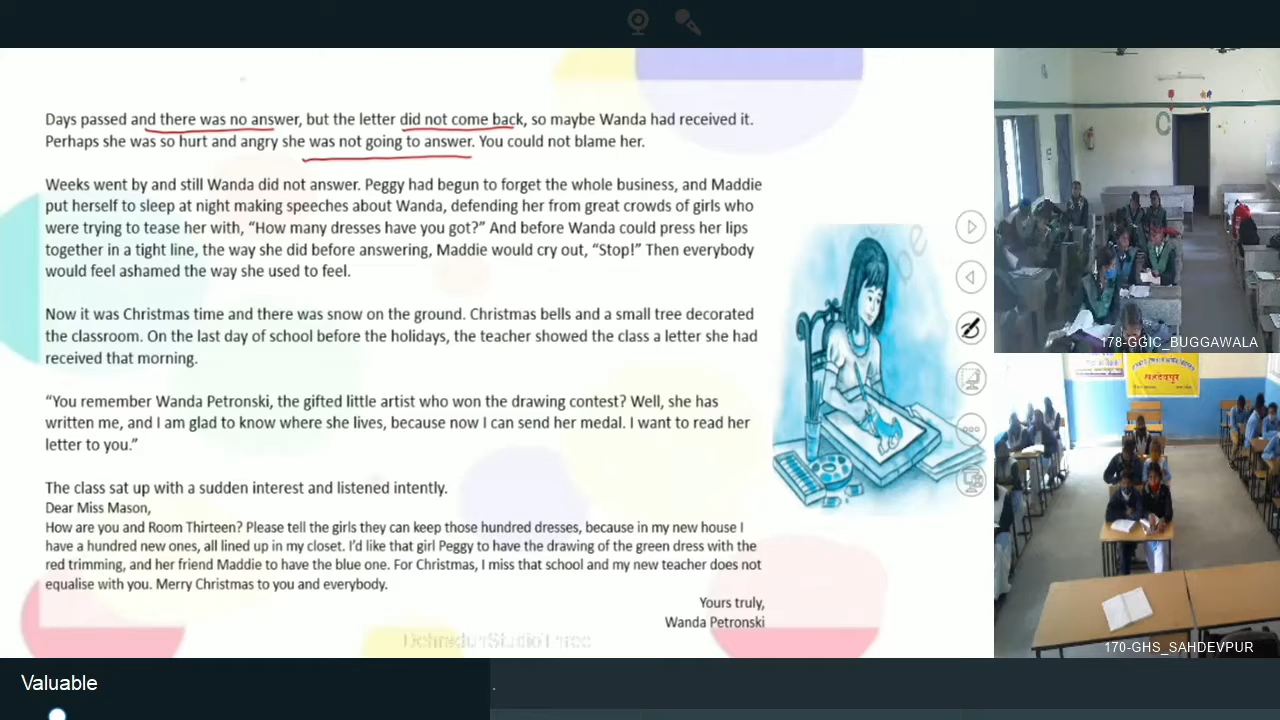 Days passed and there was no answer, but the letter did not come back, so maybe Wanda had received it.
Perhaps she was so hurt and angry she was not going to answer. You could not blame her.
Weeks went by and still Wanda did not answer. Peggy had begun to forget the whole business, and Maddie
put herself to sleep at night making speeches about Wanda, defending her from great crowds of girls who
were trying to tease her with, “How many dresses have you got?” And before Wanda could press her lips
together in a tight line, the way she did before answering, Maddie would cry out, “Stop!” Then everybody
would feel ashamed the way she used to feel.
Now it was Christmas time and there was snow on the ground. Christmas bells and a small tree decorated
the classroom. On the last day of school before the holidays, the teacher showed the class a letter she had
received that morning.
“You remember Wanda Petronski, the gifted little artist who won the drawing contest? Well, she has
written me, and I am glad to know where she lives, because now I can send her medal. I want to read her
letter to you.”
The class sat up with a sudden interest and listened intently.
Dear Miss Mason,
How are you and Room Thirteen? Please tell the girls they can keep those hundred dresses, because in my new house I
have a hundred new ones, all lined up in my closet. I’d like that girl Peggy to have the drawing of the green dress with the
red trimming, and her friend Maddie to have the blue one. For Christmas, I miss that school and my new teacher does not
equalise with you. Merry Christmas to you and everybody.
Yours truly,
Wanda Petronski
178-GGIC_BUGGAWALA
सहदेवपुर
170-GHS_SAHDEVPUR
Valuable
.